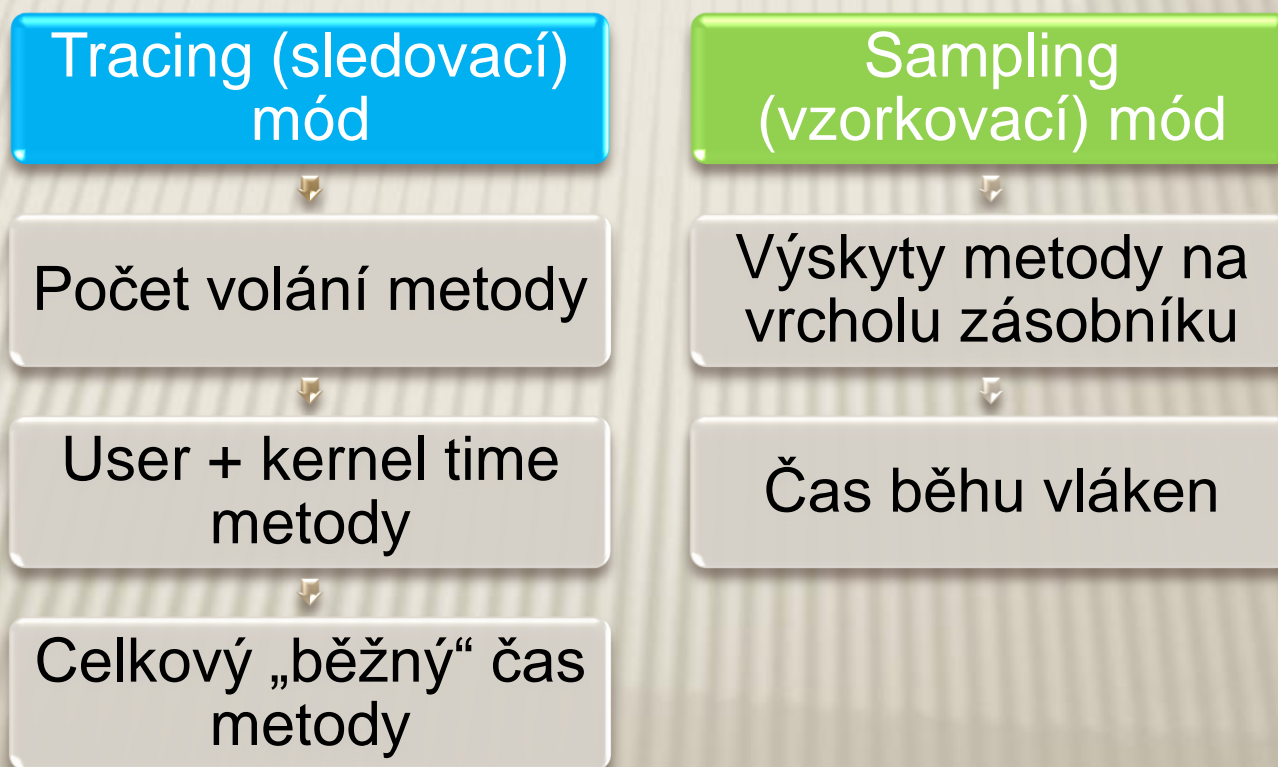 Tracing (sledovací)
mód
Počet volání metody
User + kernel time
metody
Celkový „běžný“ čas
metody
Sampling
(vzorkovací) mód
Výskyty metody na
vrcholu zásobníku
Čas běhu vláken